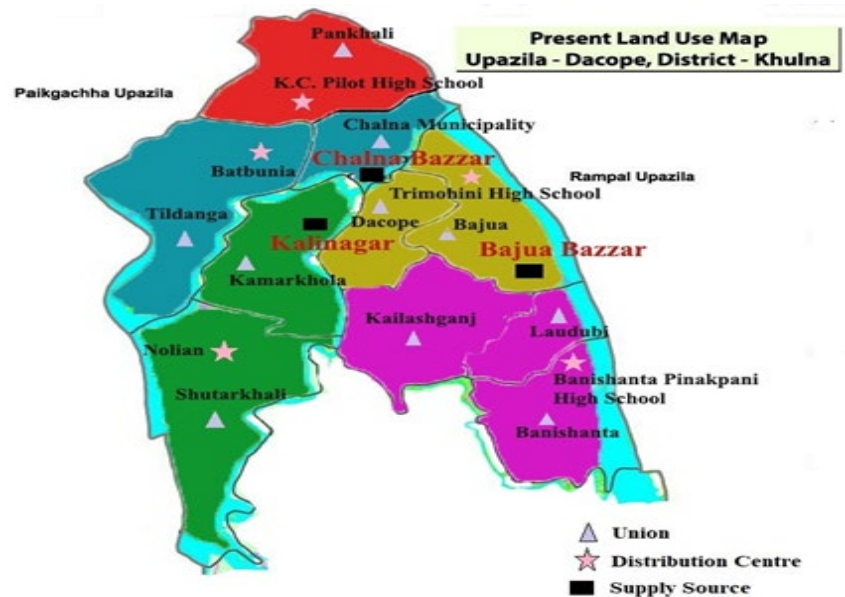 Present Land Use Map
Upazila - Dacope, District - Khulna
Pankhali
K.C. Pilot High School
Paikgachha Upazila
Chalna Municipality
Batbunia
Chalna Bazzar
Rampal Upazila
Trimohini High School
Tildanga
Dacope
Bajua
Kalinagar
Bajua Bazzar
Kamarkhola
Kailashganj
Laudubi
Nolian
Banishanta Pinakpani
High School
Shutarkhali
Banishanta
Union
Distribution Centre
Supply Source